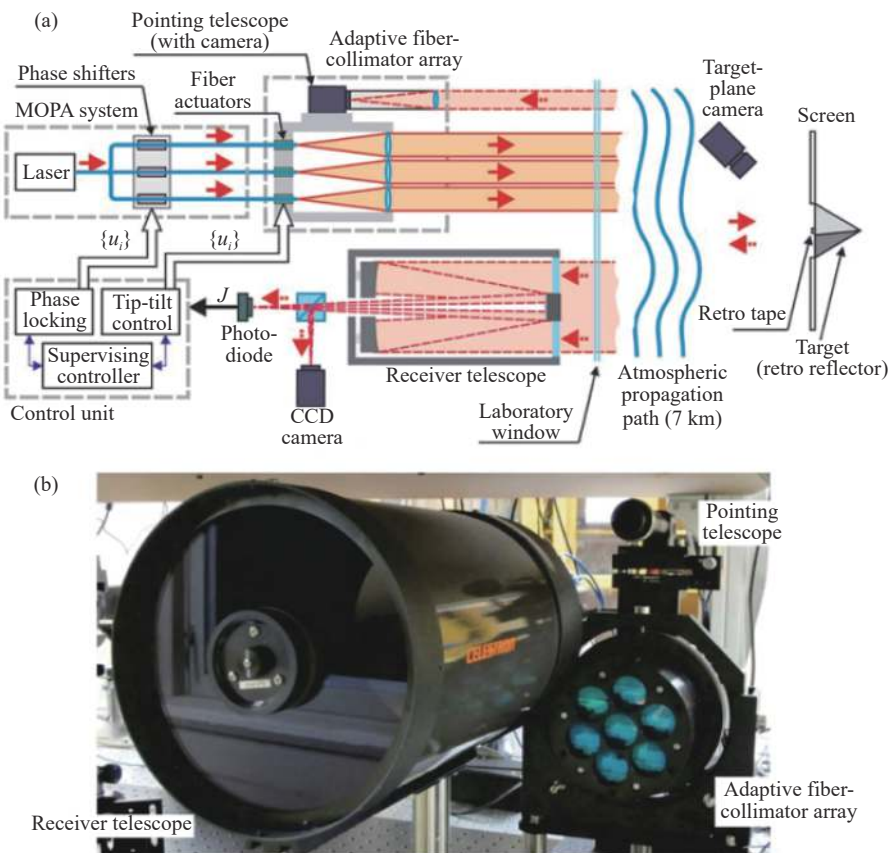 (a)
Pointing telescope
(with camera)
Adaptive fiber-
collimator array
Phase shifters
Fiber
actuators
MOPA system
Target-
plane
camera
Screen
Laser
{u_i}
{u_i}
J
Phase
locking
Tip-tilt
control
Photo-
diode
Supervising
controller
Control unit
CCD
camera
Receiver telescope
Laboratory
window
Atmospheric
propagation
path (7 km)
Retro tape
Target
(retro reflector)
(b)
Pointing
telescope
CELESTRON
Adaptive fiber-
collimator array
Receiver telescope